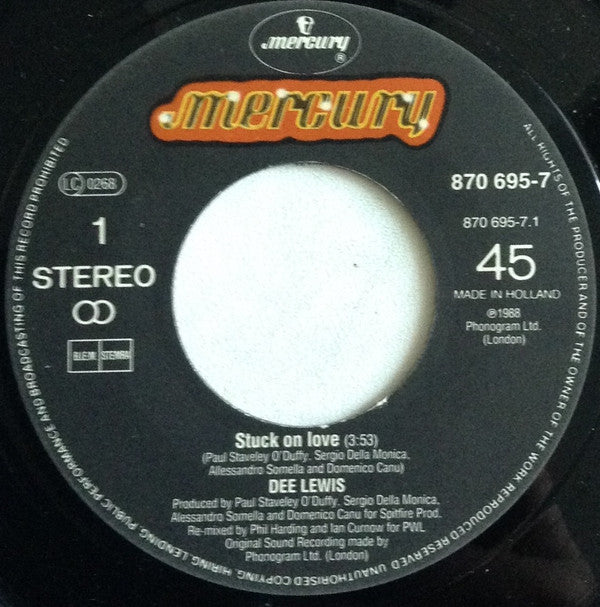 mercury ®
mercury
LC 0268
1
STEREO
B.I.E.M. STEMRA
870 695-7
870 695-7.1
45
MADE IN HOLLAND
℗1988
Phonogram Ltd.
(London)
Stuck on love (3:53)
(Paul Staveley O'Duffy, Sergio Della Monica,
Allessandro Somella and Domenico Canu)
DEE LEWIS
Produced by Paul Staveley O'Duffy, Sergio Della Monica,
Alessandro Somella and Domenico Canu for Spitfire Prod.
Re-mixed by Phil Harding and Ian Curnow for PWL
Original Sound Recording made by
Phonogram Ltd. (London)
ALL RIGHTS OF THE PRODUCER AND OF THE OWNER OF THE WORK REPRODUCED RESERVED. UNAUTHORISED COPYING, HIRING, LENDING, PUBLIC PERFORMANCE AND BROADCASTING OF THIS RECORD PROHIBITED